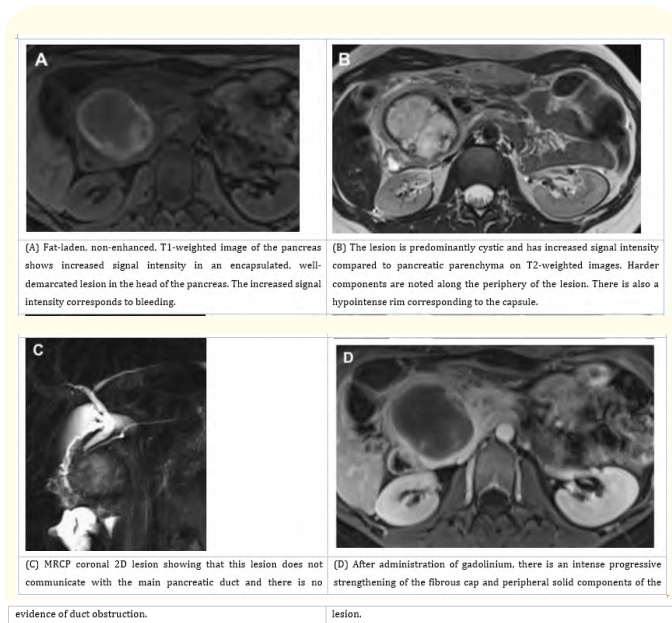 A
B
(A) Fat-laden, non-enhanced, T1-weighted image of the pancreas
shows increased signal intensity in an encapsulated, well-
demarcated lesion in the head of the pancreas. The increased signal
intensity corresponds to bleeding.
(B) The lesion is predominantly cystic and has increased signal intensity
compared to pancreatic parenchyma on T2-weighted images. Harder
components are noted along the periphery of the lesion. There is also a
hypointense rim corresponding to the capsule.
C
D
(C) MRCP coronal 2D lesion showing that this lesion does not
communicate with the main pancreatic duct and there is no
(D) After administration of gadolinium, there is an intense progressive
strengthening of the fibrous cap and peripheral solid components of the
evidence of duct obstruction.
lesion.